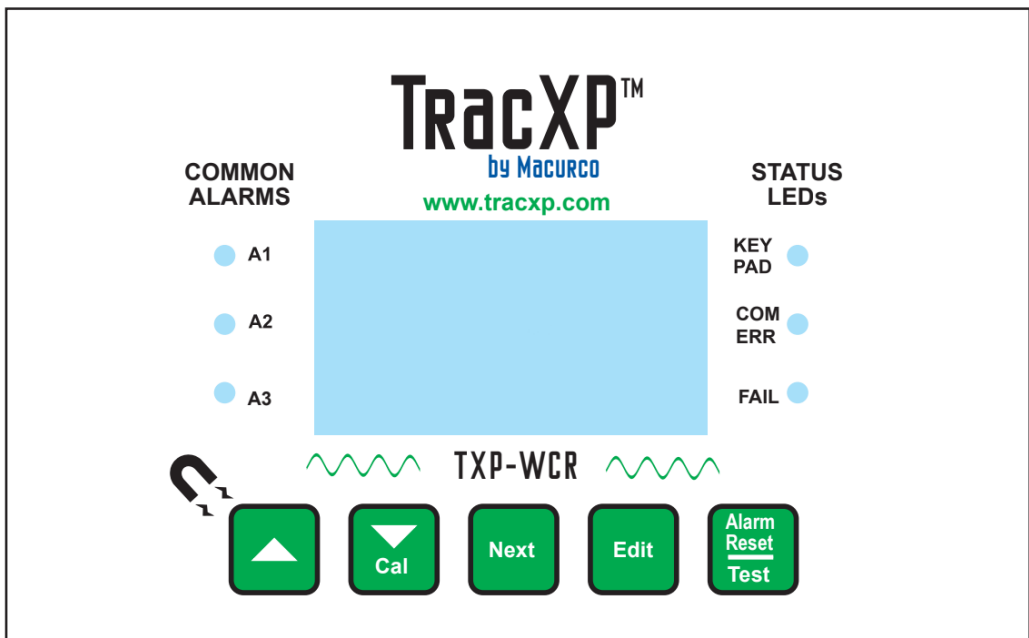 TRacXP™
by Macurco
www.tracxp.com
COMMON
ALARMS
A1
A2
A3
STATUS
LEDs
KEY
PAD
COM
ERR
FAIL
TXP-WCR
Cal
Next
Edit
Alarm
Reset
Test